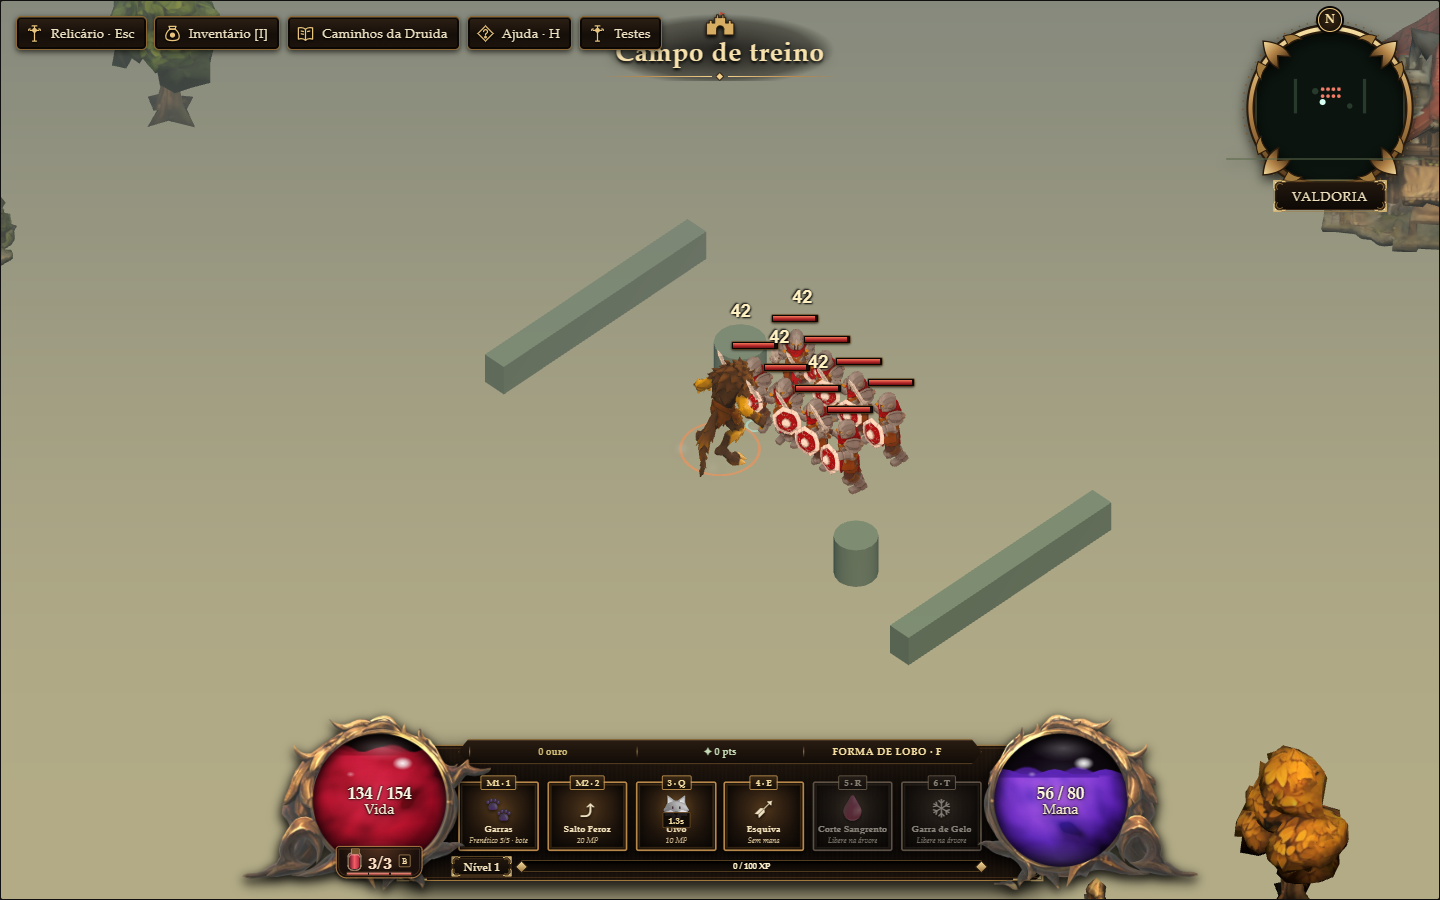 Relicário · Esc
Inventário [I]
Caminhos da Druida
Ajuda · H
Testes
Campo de treino
N
VALDORIA
42
42
42
42
0 ouro
0 pts
FORMA DE LOBO · F
134 / 154
Vida
3/3
B
M1 · 1
Garras
Frenético 5/5 · bote
M2 · 2
Salto Feroz
20 MP
3 · Q
1.3s
Uivo
10 MP
4 · E
Esquiva
Sem mana
5 · R
Corte Sangrento
Libere na árvore
6 · T
Garra de Gelo
Libere na árvore
56 / 80
Mana
Nível 1
0 / 100 XP